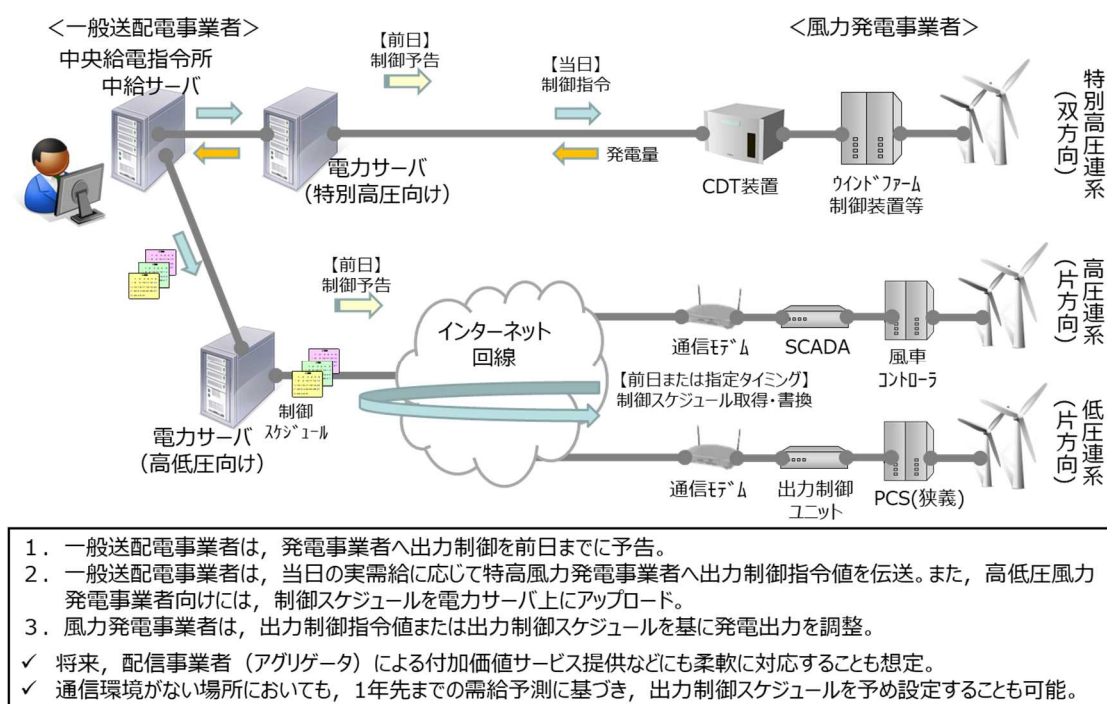 <一般送配電事業者>
中央給電指令所
中給サーバ
【前日】
制御予告
【当日】
制御指令
発電量
<風力発電事業者>
電力サーバ
(特別高圧向け)
CDT装置
ウインドファーム
制御装置等
特別高圧連系
(双方向)
【前日】
制御予告
インターネット
回線
通信モデム
SCADA
風車
コントローラ
高圧連系
(片方向)
【前日または指定タイミング】
制御スケジュール取得・書換
制御
スケジュール
電力サーバ
(高低圧向け)
通信モデム
出力制御
ユニット
PCS(狭義)
低圧連系
(片方向)
1.一般送配電事業者は,発電事業者へ出力制御を前日までに予告。
2.一般送配電事業者は,当日の実需給に応じて特高風力発電事業者へ出力制御指令値を伝送。また,高低圧風力
発電事業者向けには,制御スケジュールを電力サーバ上にアップロード。
3.風力発電事業者は,出力制御指令値または出力制御スケジュールを基に発電出力を調整。
✓ 将来,配信事業者(アグリゲータ)による付加価値サービス提供などにも柔軟に対応することも想定。
✓ 通信環境がない場所においても,1年先までの需給予測に基づき,出力制御スケジュールを予め設定することも可能。